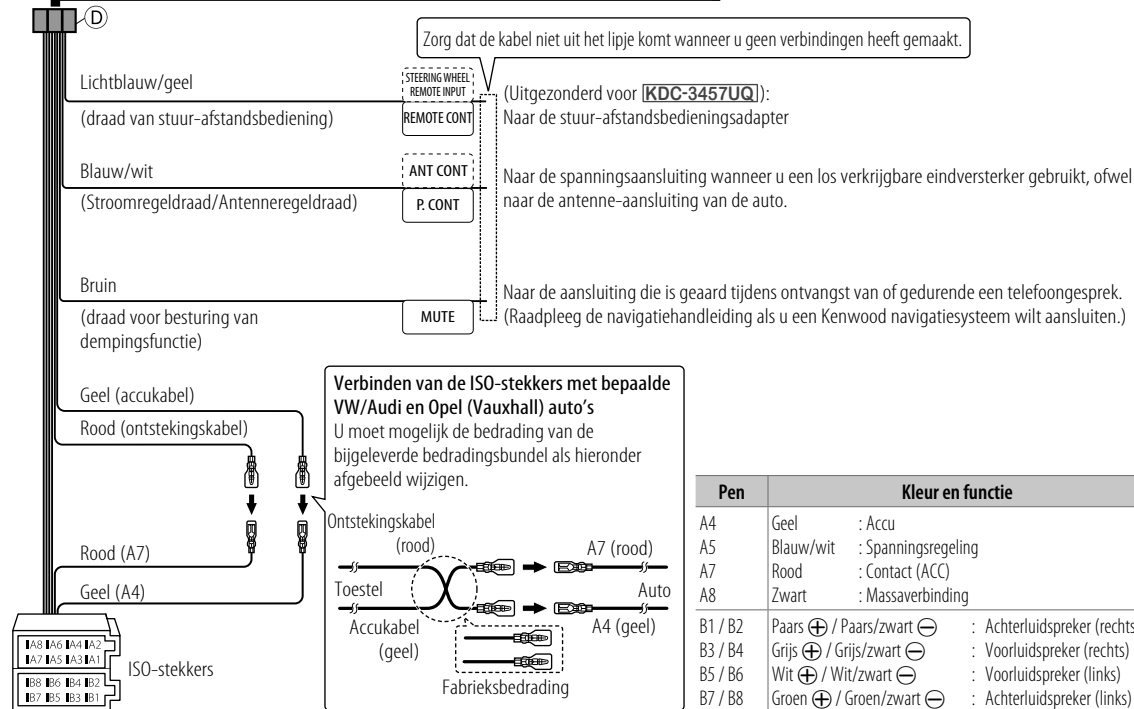 D
Zorg dat de kabel niet uit het lipje komt wanneer u geen verbindingen heeft gemaakt.
Lichtblauw/geel
(draad van stuur-afstandsbediening)
STEERING WHEEL
REMOTE INPUT
REMOTE CONT
(Uitgezonderd voor KDC-3457UQ):
Naar de stuur-afstandsbedieningsadapter
Blauw/wit
(Stroomregeldraad/Antenneregeldraad)
ANT CONT
P. CONT
Naar de spanningsaansluiting wanneer u een los verkrijgbare eindversterker gebruikt, ofwel
naar de antenne-aansluiting van de auto.
Bruin
(draad voor besturing van
dempingsfunctie)
MUTE
Naar de aansluiting die is geaard tijdens ontvangst van of gedurende een telefoongesprek.
(Raadpleeg de navigatiehandleiding als u een Kenwood navigatiesysteem wilt aansluiten.)
Geel (accukabel)
Rood (ontstekingskabel)
Rood (A7)
Geel (A4)
A8 A6 A4 A2
A7 A5 A3 A1
B8 B6 B4 B2
B7 B5 B3 B1
ISO-stekkers
Verbinden van de ISO-stekkers met bepaalde
VW/Audi en Opel (Vauxhall) auto's
U moet mogelijk de bedrading van de
bijgeleverde bedradingsbundel als hieronder
afgebeeld wijzigen.
Ontstekingskabel
(rood)
A7 (rood)
Toestel
Auto
Accukabel
(geel)
A4 (geel)
Fabrieksbedrading
Pen Kleur en functie
A4 Geel : Accu
A5 Blauw/wit : Spanningsregeling
A7 Rood : Contact (ACC)
A8 Zwart : Massaverbinding
B1 / B2 Paars ⊕ / Paars/zwart ⊖ : Achterluidspreker (rechts
B3 / B4 Grijs ⊕ / Grijs/zwart ⊖ : Voorluidspreker (rechts)
B5 / B6 Wit ⊕ / Wit/zwart ⊖ : Voorluidspreker (links)
B7 / B8 Groen ⊕ / Groen/zwart ⊖ : Achterluidspreker (links)